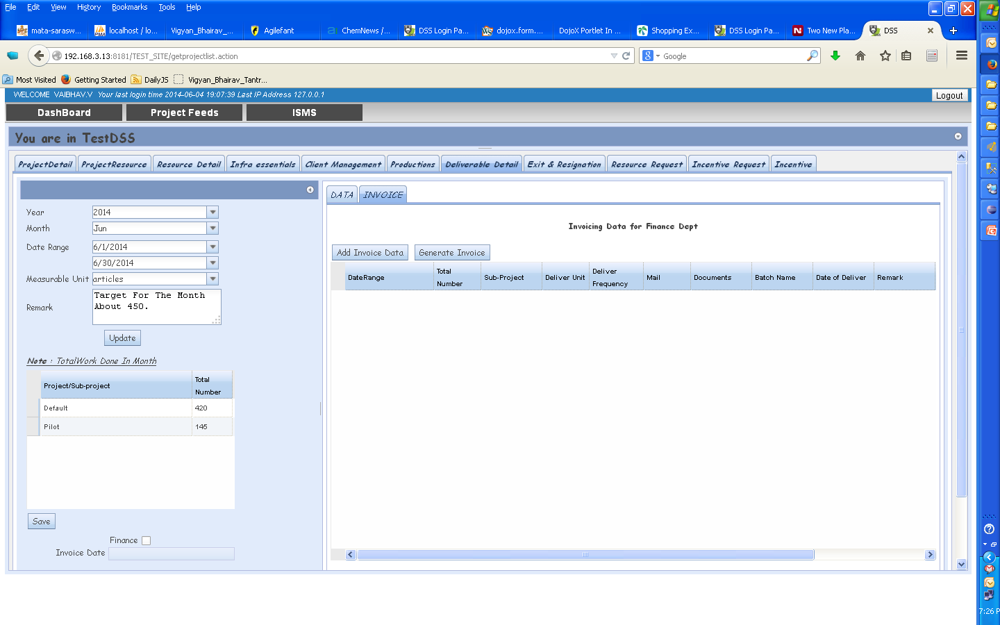 File Edit View History Bookmarks Tools Help
mata-sarasw... localhost / lo... Vigyan_Bhairav_... Agilefant ChemNews /... DSS Login Pa... dojox.form.... DojoX Portlet In ... Shopping Ex... DSS Login Pa... Two New Pla... DSS
192.168.3.13:8181/TEST_SITE/getprojectlist.action
Google
Most Visited Getting Started DailyJS Vigyan_Bhairav_Tantr...
WELCOME VAIBHAV.V Your last login time 2014-06-04 19:07:39 Last IP Address 127.0.0.1
Logout
DashBoard Project Feeds ISMS
You are in TestDSS
ProjectDetail ProjectResource Resource Detail Infra essentials Client Management Productions Deliverable Detail Exit & Resignation Resource Request Incentive Request Incentive
Year 2014
Month Jun
Date Range 6/1/2014
6/30/2014
Measurable Unit articles
Remark Target For The Month
About 450.
Update
Note : TotalWork Done In Month
Project/Sub-project Total Number
Default 420
Pilot 145
Save
Finance
Invoice Date
DATA INVOICE
Invoicing Data for Finance Dept
Add Invoice Data Generate Invoice
DateRange Total Number Sub-Project Deliver Unit Deliver Frequency Mail Documents Batch Name Date of Deliver Remark
7:26 P